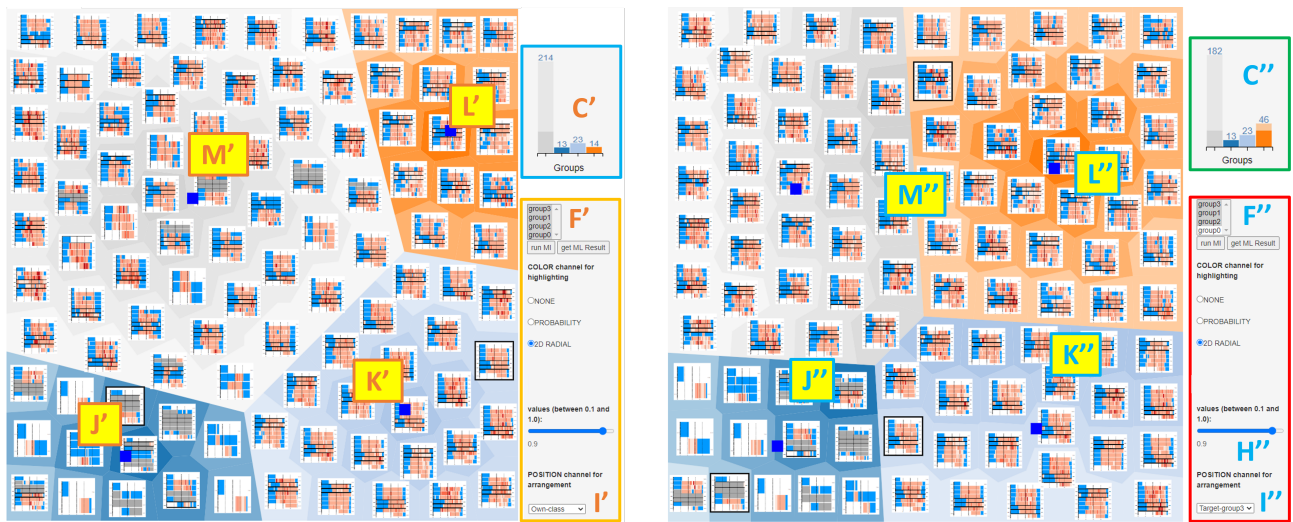 214
C'
13 23 14
Groups
L'
M'
K'
J'
F'
group3
group1
group2
group0
run MI
get ML Result
COLOR channel for
highlighting
NONE
PROBABILITY
2D RADIAL
values (between 0.1 and
1.0):
0.9
POSITION channel for
arrangement
Own-class
I'
182
C''
46
13 23
Groups
L''
M''
K''
J''
F''
group3
group1
group2
group0
run MI
get ML Result
COLOR channel for
highlighting
NONE
PROBABILITY
2D RADIAL
values (between 0.1 and
1.0):
0.9
H''
POSITION channel for
arrangement
Target-group3
I''